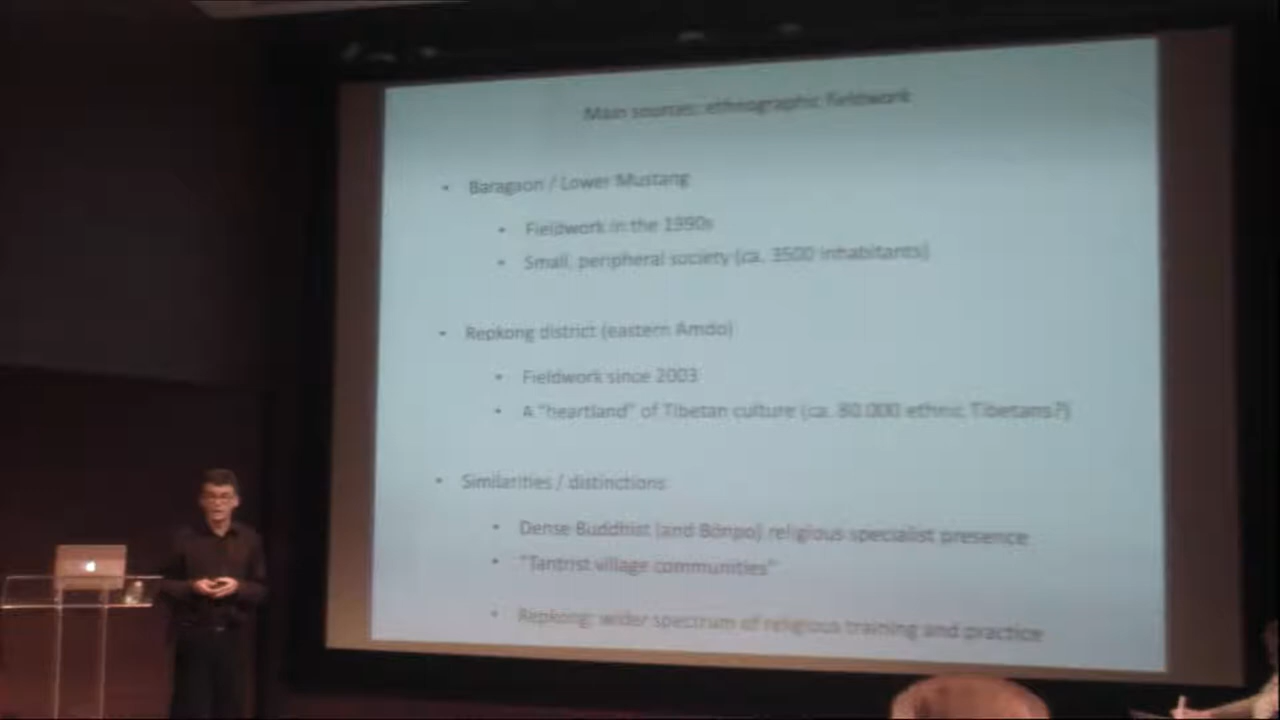 Main sources: ethnographic fieldwork
• Baragaon / Lower Mustang
• Fieldwork in the 1990s
• Small, peripheral society (ca. 3500 inhabitants)
• Repkong district (eastern Amdo)
• Fieldwork since 2003
• A "heartland" of Tibetan culture (ca. 80.000 ethnic Tibetans?)
• Similarities / distinctions
• Dense Buddhist (and Bönpo) religious specialist presence
• "Tantrist village communities"
• Repkong: wider spectrum of religious training and practice